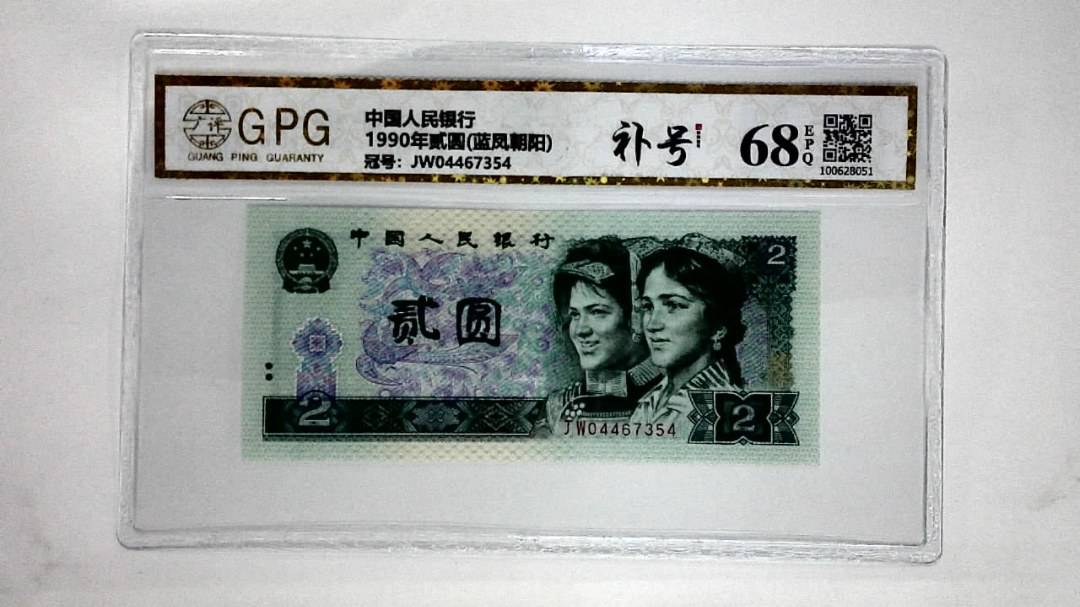 广评
GPG
GUANG PING GUARANTY
中国人民银行
1990年贰圆(蓝凤朝阳)
冠号：JW04467354
补号
68
EPQ
100628051
中国人民银行
2
贰圆
2
JW04467354
2